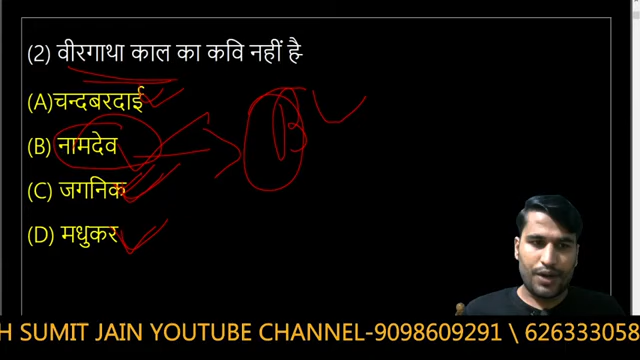 (2) वीरगाथा काल का कवि नहीं है-
(A)चन्दबरदाई
(B) नामदेव
(C) जगनिक
(D) मधुकर
B
H SUMIT JAIN YOUTUBE CHANNEL-9098609291 \ 626333058